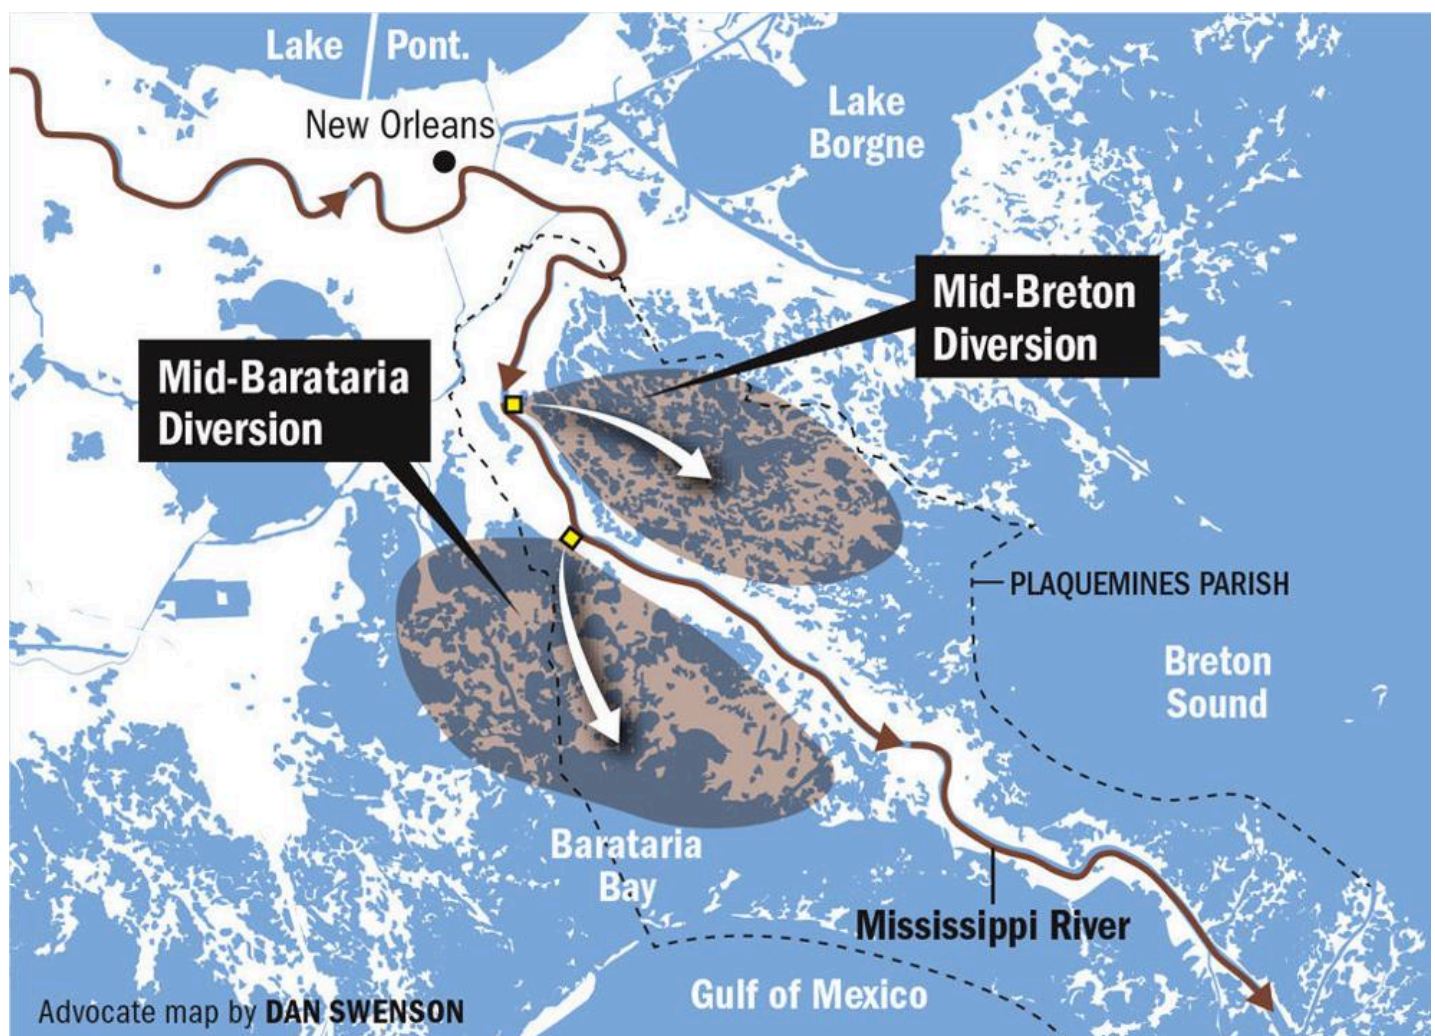 Lake Pont.
New Orleans
Lake
Borgne
Mid-Breton
Diversion
Mid-Barataria
Diversion
PLAQUEMINES PARISH
Breton
Sound
Barataria
Bay
Mississippi River
Gulf of Mexico
Advocate map by DAN SWENSON